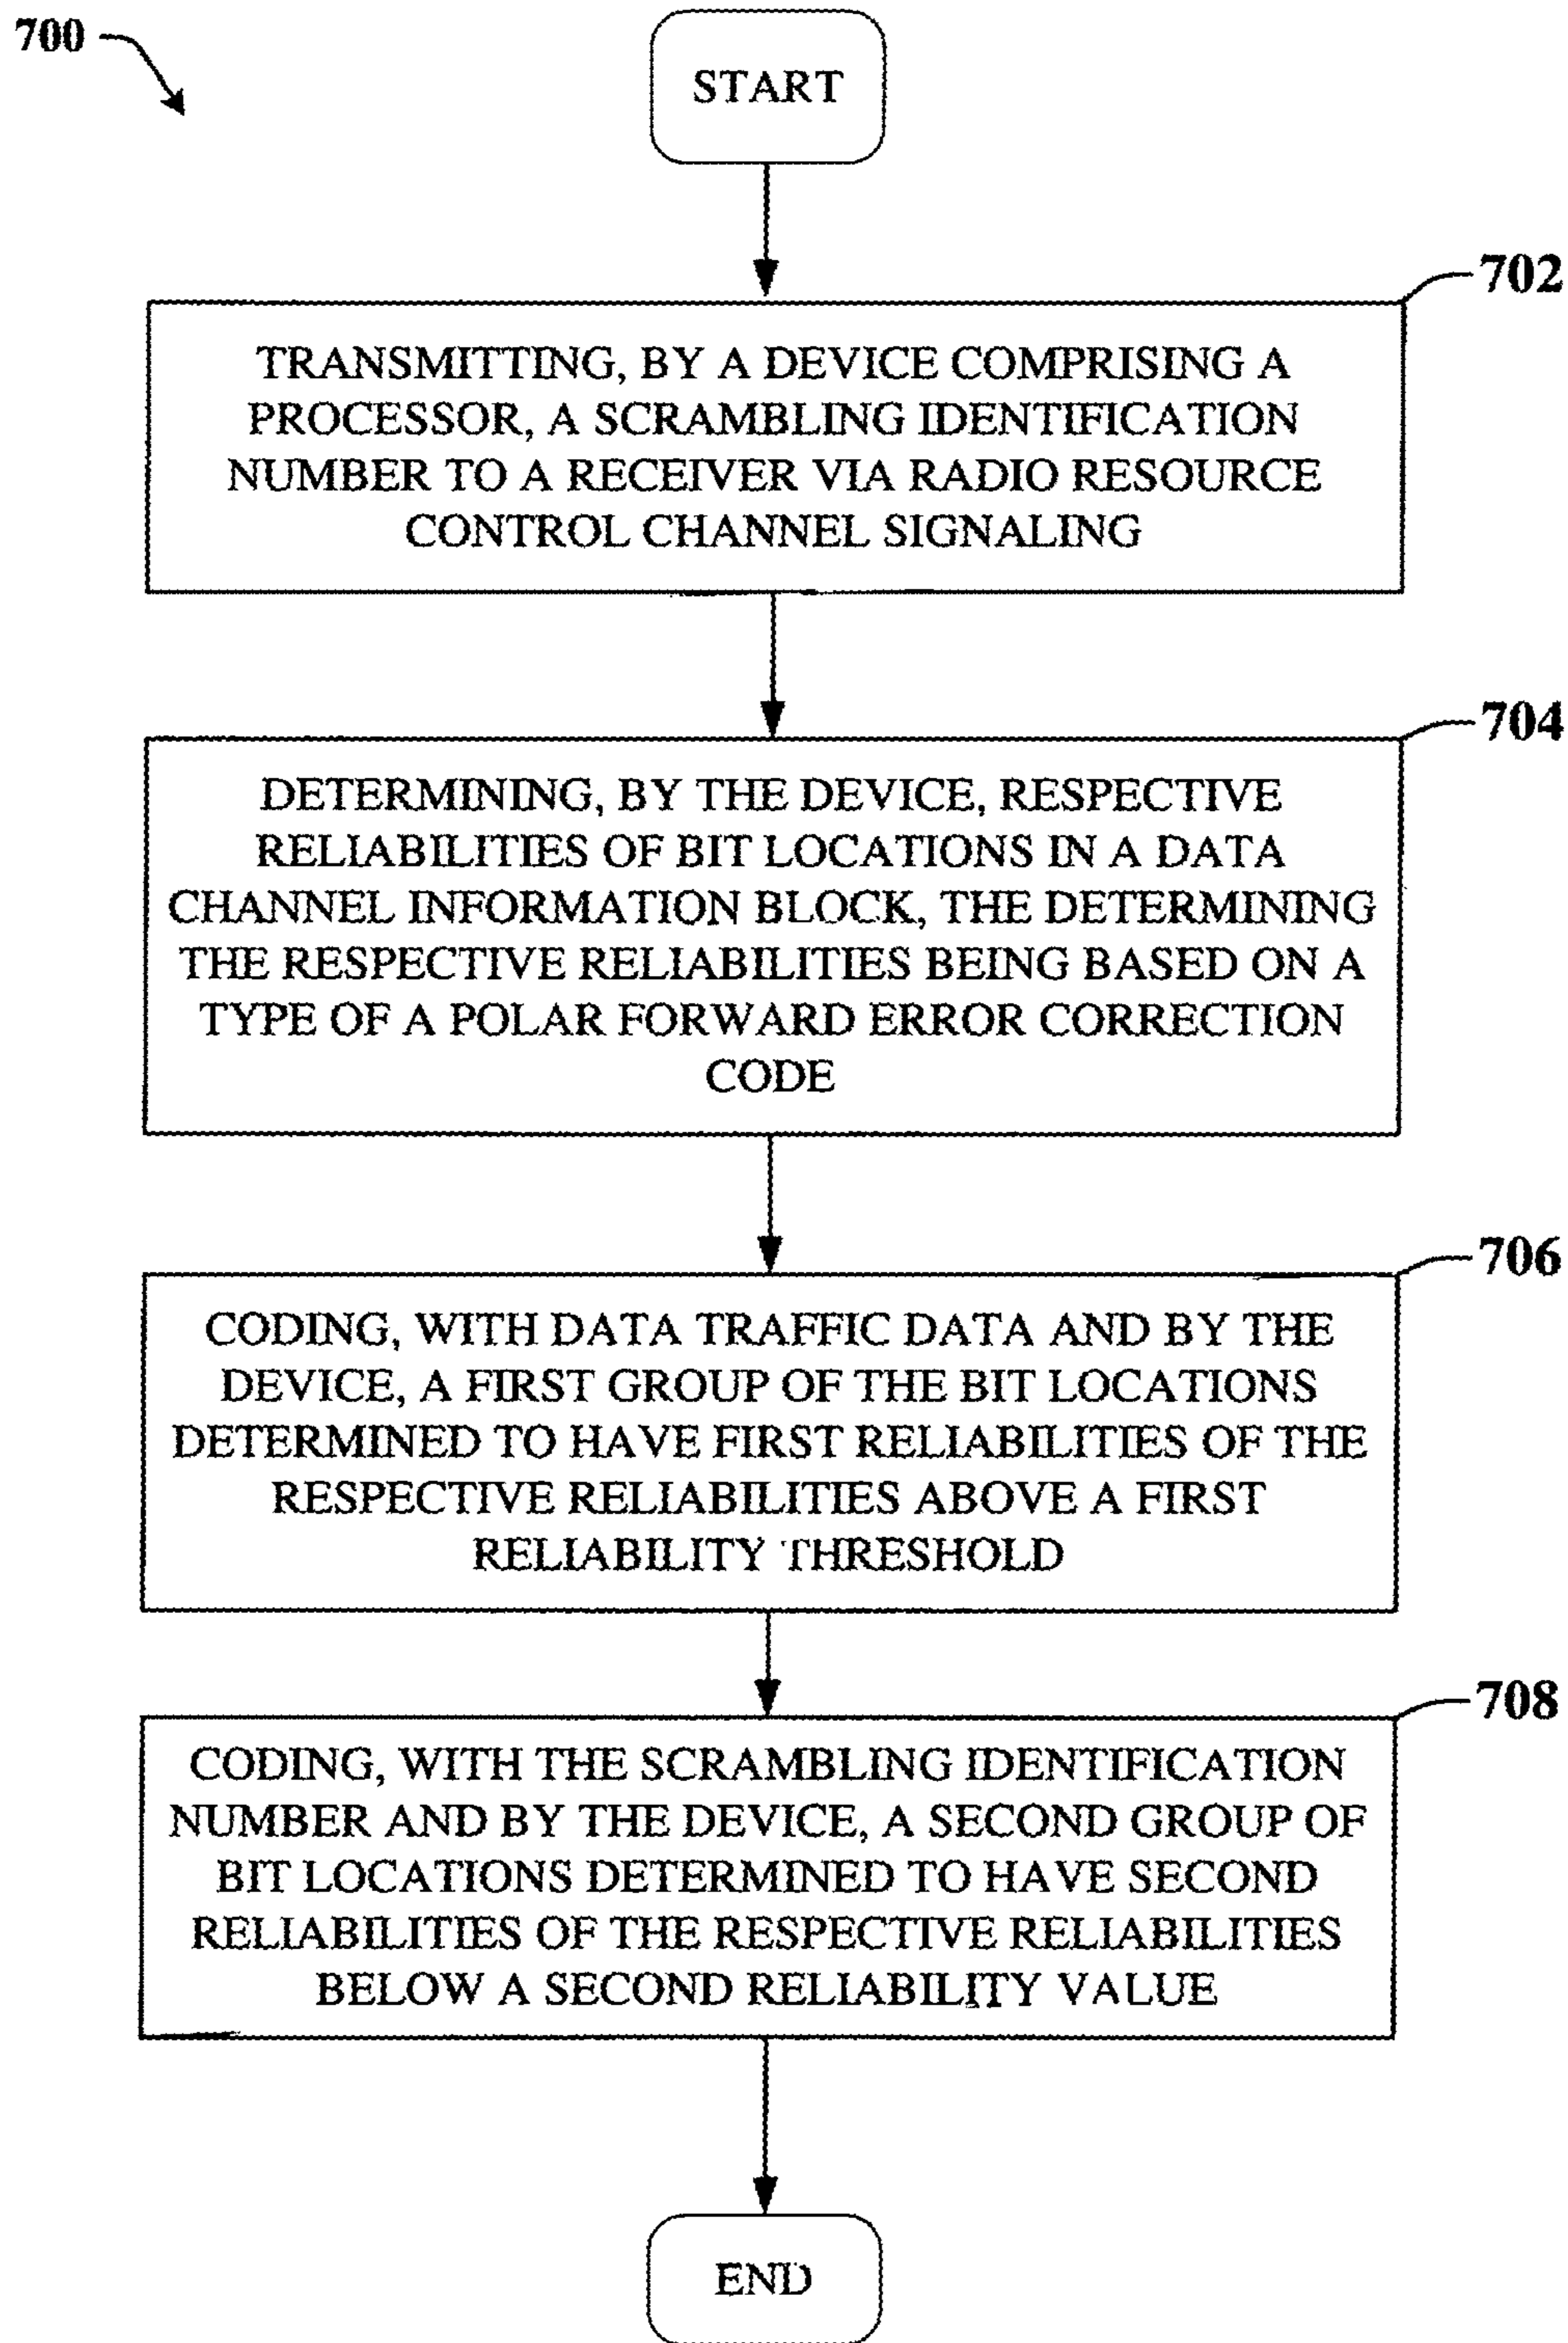 700
START
702
TRANSMITTING, BY A DEVICE COMPRISING A
PROCESSOR, A SCRAMBLING IDENTIFICATION
NUMBER TO A RECEIVER VIA RADIO RESOURCE
CONTROL CHANNEL SIGNALING
704
DETERMINING, BY THE DEVICE, RESPECTIVE
RELIABILITIES OF BIT LOCATIONS IN A DATA
CHANNEL INFORMATION BLOCK, THE DETERMINING
THE RESPECTIVE RELIABILITIES BEING BASED ON A
TYPE OF A POLAR FORWARD ERROR CORRECTION
CODE
706
CODING, WITH DATA TRAFFIC DATA AND BY THE
DEVICE, A FIRST GROUP OF THE BIT LOCATIONS
DETERMINED TO HAVE FIRST RELIABILITIES OF THE
RESPECTIVE RELIABILITIES ABOVE A FIRST
RELIABILITY THRESHOLD
708
CODING, WITH THE SCRAMBLING IDENTIFICATION
NUMBER AND BY THE DEVICE, A SECOND GROUP OF
BIT LOCATIONS DETERMINED TO HAVE SECOND
RELIABILITIES OF THE RESPECTIVE RELIABILITIES
BELOW A SECOND RELIABILITY VALUE
END